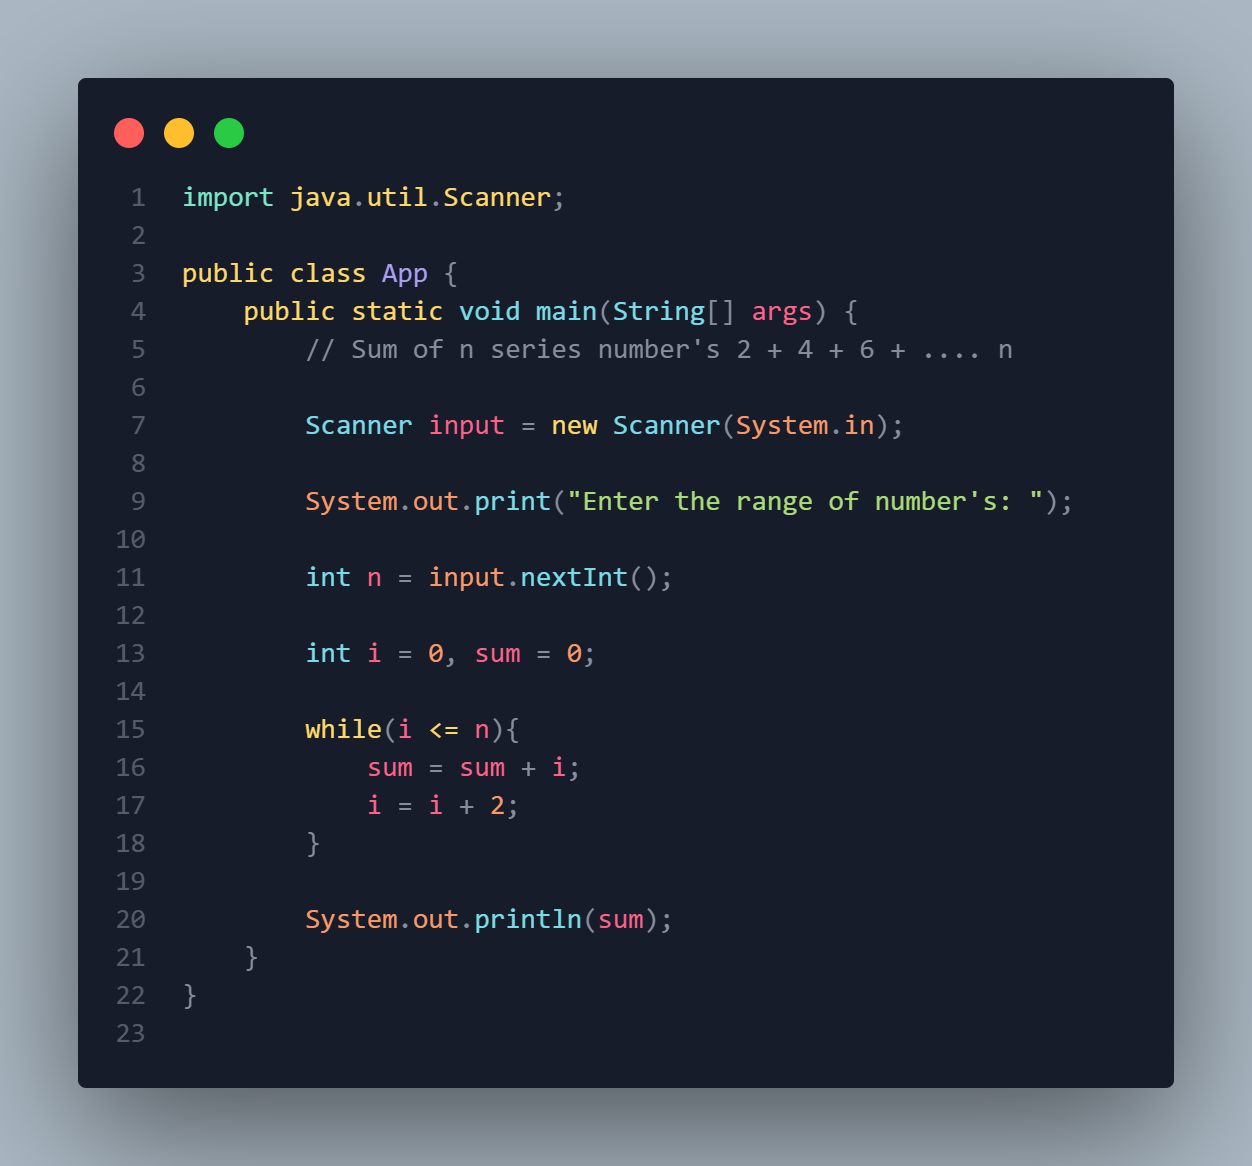 1 import java.util.Scanner;
2
3 public class App {
4     public static void main(String[] args) {
5         // Sum of n series number's 2 + 4 + 6 + .... n
6
7         Scanner input = new Scanner(System.in);
8
9         System.out.print("Enter the range of number's: ");
10
11         int n = input.nextInt();
12
13         int i = 0, sum = 0;
14
15         while(i <= n){
16             sum = sum + i;
17             i = i + 2;
18         }
19
20         System.out.println(sum);
21     }
22 }
23